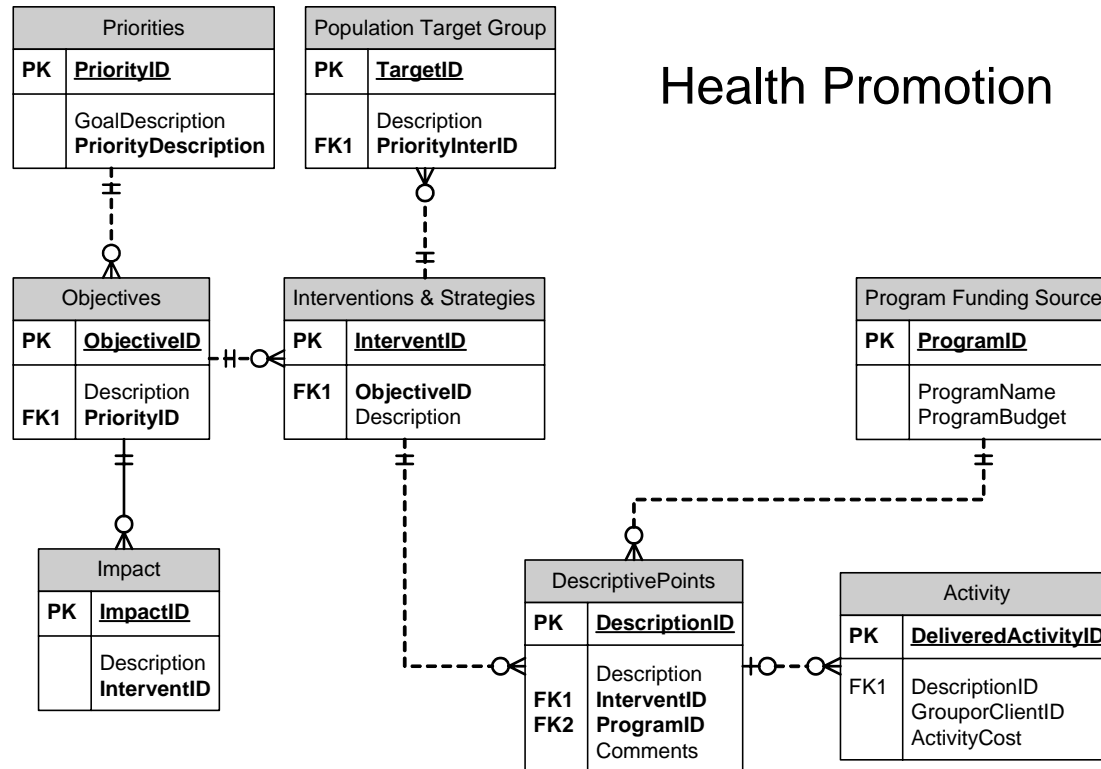 Priorities
PK PriorityID
GoalDescription
PriorityDescription
Population Target Group
PK TargetID
Description
FK1 PriorityInterID
Health Promotion
Objectives
PK ObjectiveID
Description
FK1 PriorityID
Interventions & Strategies
PK InterventID
FK1 ObjectiveID
Description
Program Funding Source
PK ProgramID
ProgramName
ProgramBudget
Impact
PK ImpactID
Description
InterventID
DescriptivePoints
PK DescriptionID
Description
FK1 InterventID
FK2 ProgramID
Comments
Activity
PK DeliveredActivityID
FK1 DescriptionID
GrouporClientID
ActivityCost